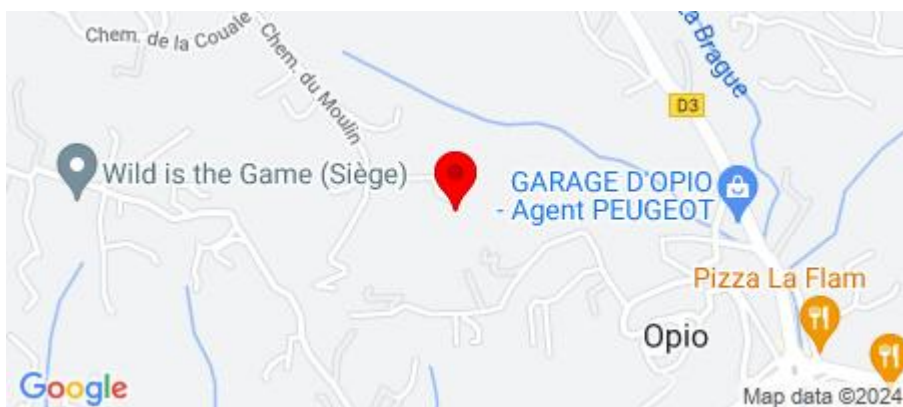 Chem. de la Couale
Chem. du Moulin
La Brague
D3
Wild is the Game (Siège)
GARAGE D'OPIO
- Agent PEUGEOT
Pizza La Flam
Opio
Google
Map data ©2024